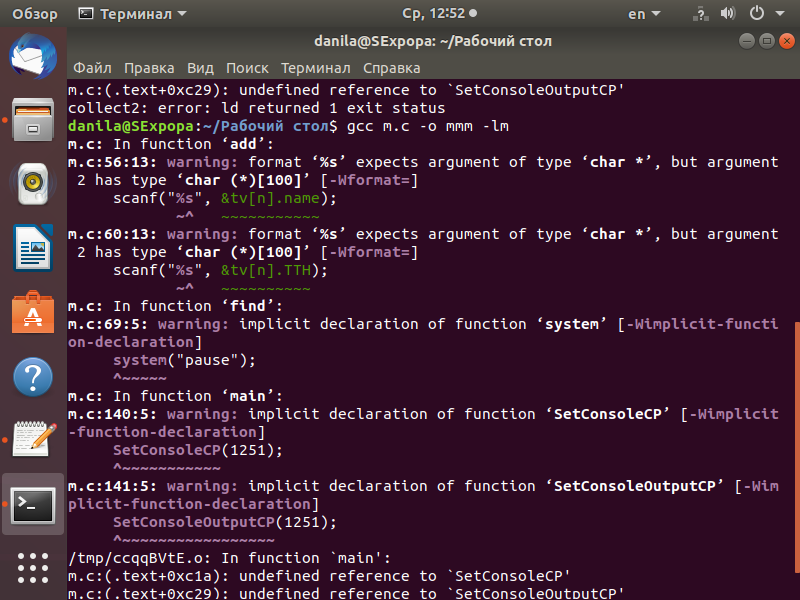 Обзор Терминал Ср, 12:52 en
danila@SExpopa: ~/Рабочий стол
Файл Правка Вид Поиск Терминал Справка
m.c:(.text+0xc29): undefined reference to `SetConsoleOutputCP'
collect2: error: ld returned 1 exit status
danila@SExpopa:~/Рабочий стол$ gcc m.c -o mmm -lm
m.c: In function ‘add’:
m.c:56:13: warning: format ‘%s’ expects argument of type ‘char *’, but argument
 2 has type ‘char (*)[100]’ [-Wformat=]
     scanf("%s", &tv[n].name);
            ~^   ~~~~~~~~~~~
m.c:60:13: warning: format ‘%s’ expects argument of type ‘char *’, but argument
 2 has type ‘char (*)[100]’ [-Wformat=]
     scanf("%s", &tv[n].TTH);
            ~^   ~~~~~~~~~~
m.c: In function ‘find’:
m.c:69:5: warning: implicit declaration of function ‘system’ [-Wimplicit-functi
on-declaration]
     system("pause");
     ^~~~~~
m.c: In function ‘main’:
m.c:140:5: warning: implicit declaration of function ‘SetConsoleCP’ [-Wimplicit
-function-declaration]
     SetConsoleCP(1251);
     ^~~~~~~~~~~~
m.c:141:5: warning: implicit declaration of function ‘SetConsoleOutputCP’ [-Wim
plicit-function-declaration]
     SetConsoleOutputCP(1251);
     ^~~~~~~~~~~~~~~~~~
/tmp/ccqqBVtE.o: In function `main':
m.c:(.text+0xc1a): undefined reference to `SetConsoleCP'
m.c:(.text+0xc29): undefined reference to `SetConsoleOutputCP'